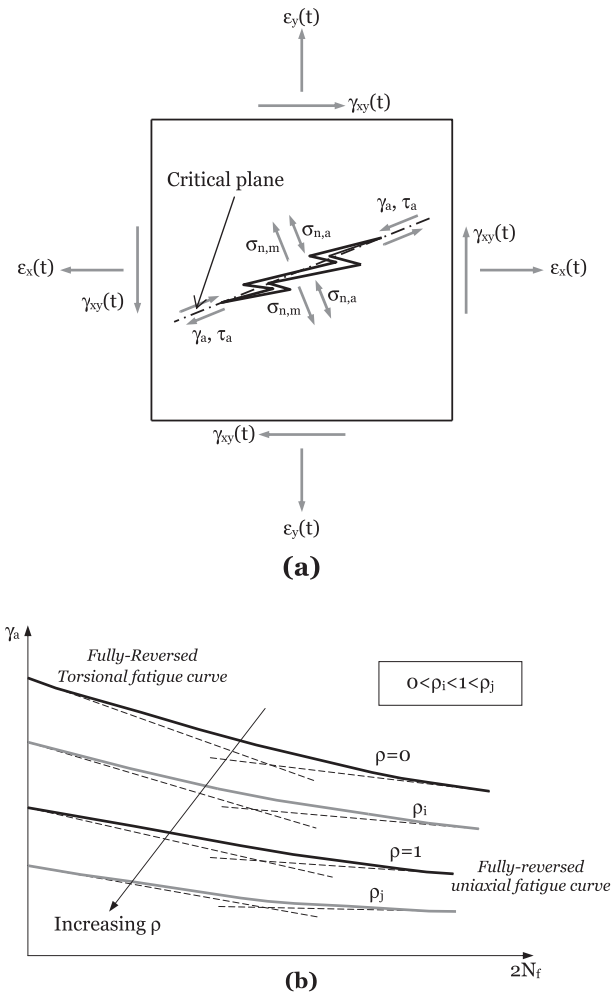 εy(t)
γxy(t)
Critical plane
γa, τa
σn,a
σn,m
γxy(t)
εx(t)
εx(t)
γxy(t)
σn,m
σn,a
γa, τa
γxy(t)
εy(t)
(a)
γa
Fully-Reversed
Torsional fatigue curve
0<ρi<1<ρj
ρ=0
ρi
ρ=1
Fully-reversed
uniaxial fatigue curve
ρj
Increasing ρ
2Nf
(b)